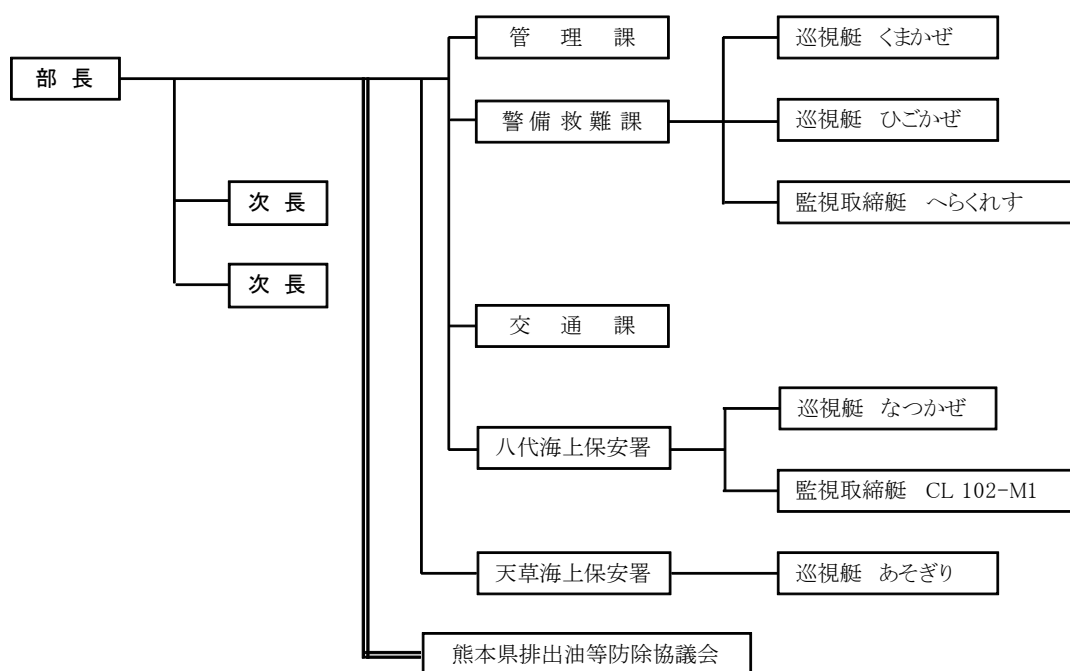 部 長
次 長
次 長
管 理 課
警 備 救 難 課
巡視艇 くまかぜ
巡視艇 ひごかぜ
監視取締艇 へらくれす
交 通 課
八代海上保安署
巡視艇 なつかぜ
監視取締艇 CL 102-M1
天草海上保安署
巡視艇 あそぎり
熊本県排出油等防除協議会